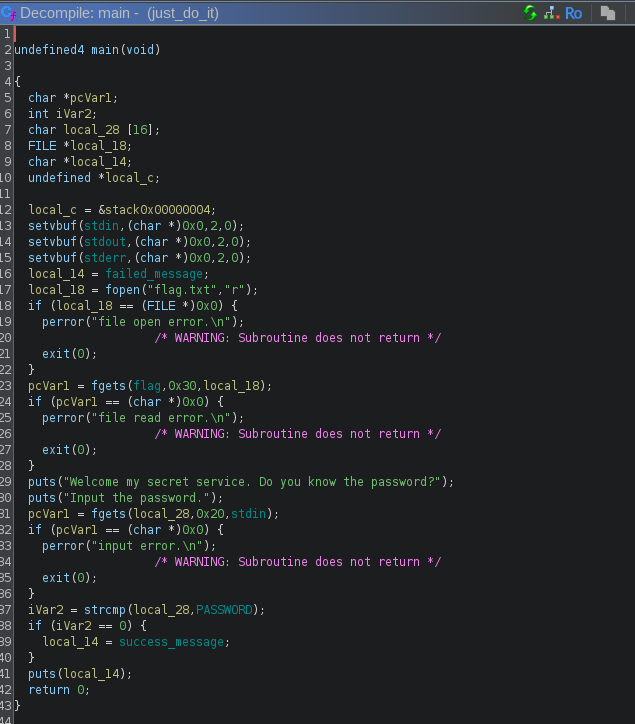 Decompile: main - (just_do_it)
Ro
1
2 undefined4 main(void)
3
4 {
5 char *pcVar1;
6 int iVar2;
7 char local_28 [16];
8 FILE *local_18;
9 char *local_14;
10 undefined *local_c;
11
12 local_c = &stack0x00000004;
13 setvbuf(stdin,(char *)0x0,2,0);
14 setvbuf(stdout,(char *)0x0,2,0);
15 setvbuf(stderr,(char *)0x0,2,0);
16 local_14 = failed_message;
17 local_18 = fopen("flag.txt","r");
18 if (local_18 == (FILE *)0x0) {
19 perror("file open error.\n");
20 /* WARNING: Subroutine does not return */
21 exit(0);
22 }
23 pcVar1 = fgets(flag,0x30,local_18);
24 if (pcVar1 == (char *)0x0) {
25 perror("file read error.\n");
26 /* WARNING: Subroutine does not return */
27 exit(0);
28 }
29 puts("Welcome my secret service. Do you know the password?");
30 puts("Input the password.");
31 pcVar1 = fgets(local_28,0x20,stdin);
32 if (pcVar1 == (char *)0x0) {
33 perror("input error.\n");
34 /* WARNING: Subroutine does not return */
35 exit(0);
36 }
37 iVar2 = strcmp(local_28,PASSWORD);
38 if (iVar2 == 0) {
39 local_14 = success_message;
40 }
41 puts(local_14);
42 return 0;
43 }
44